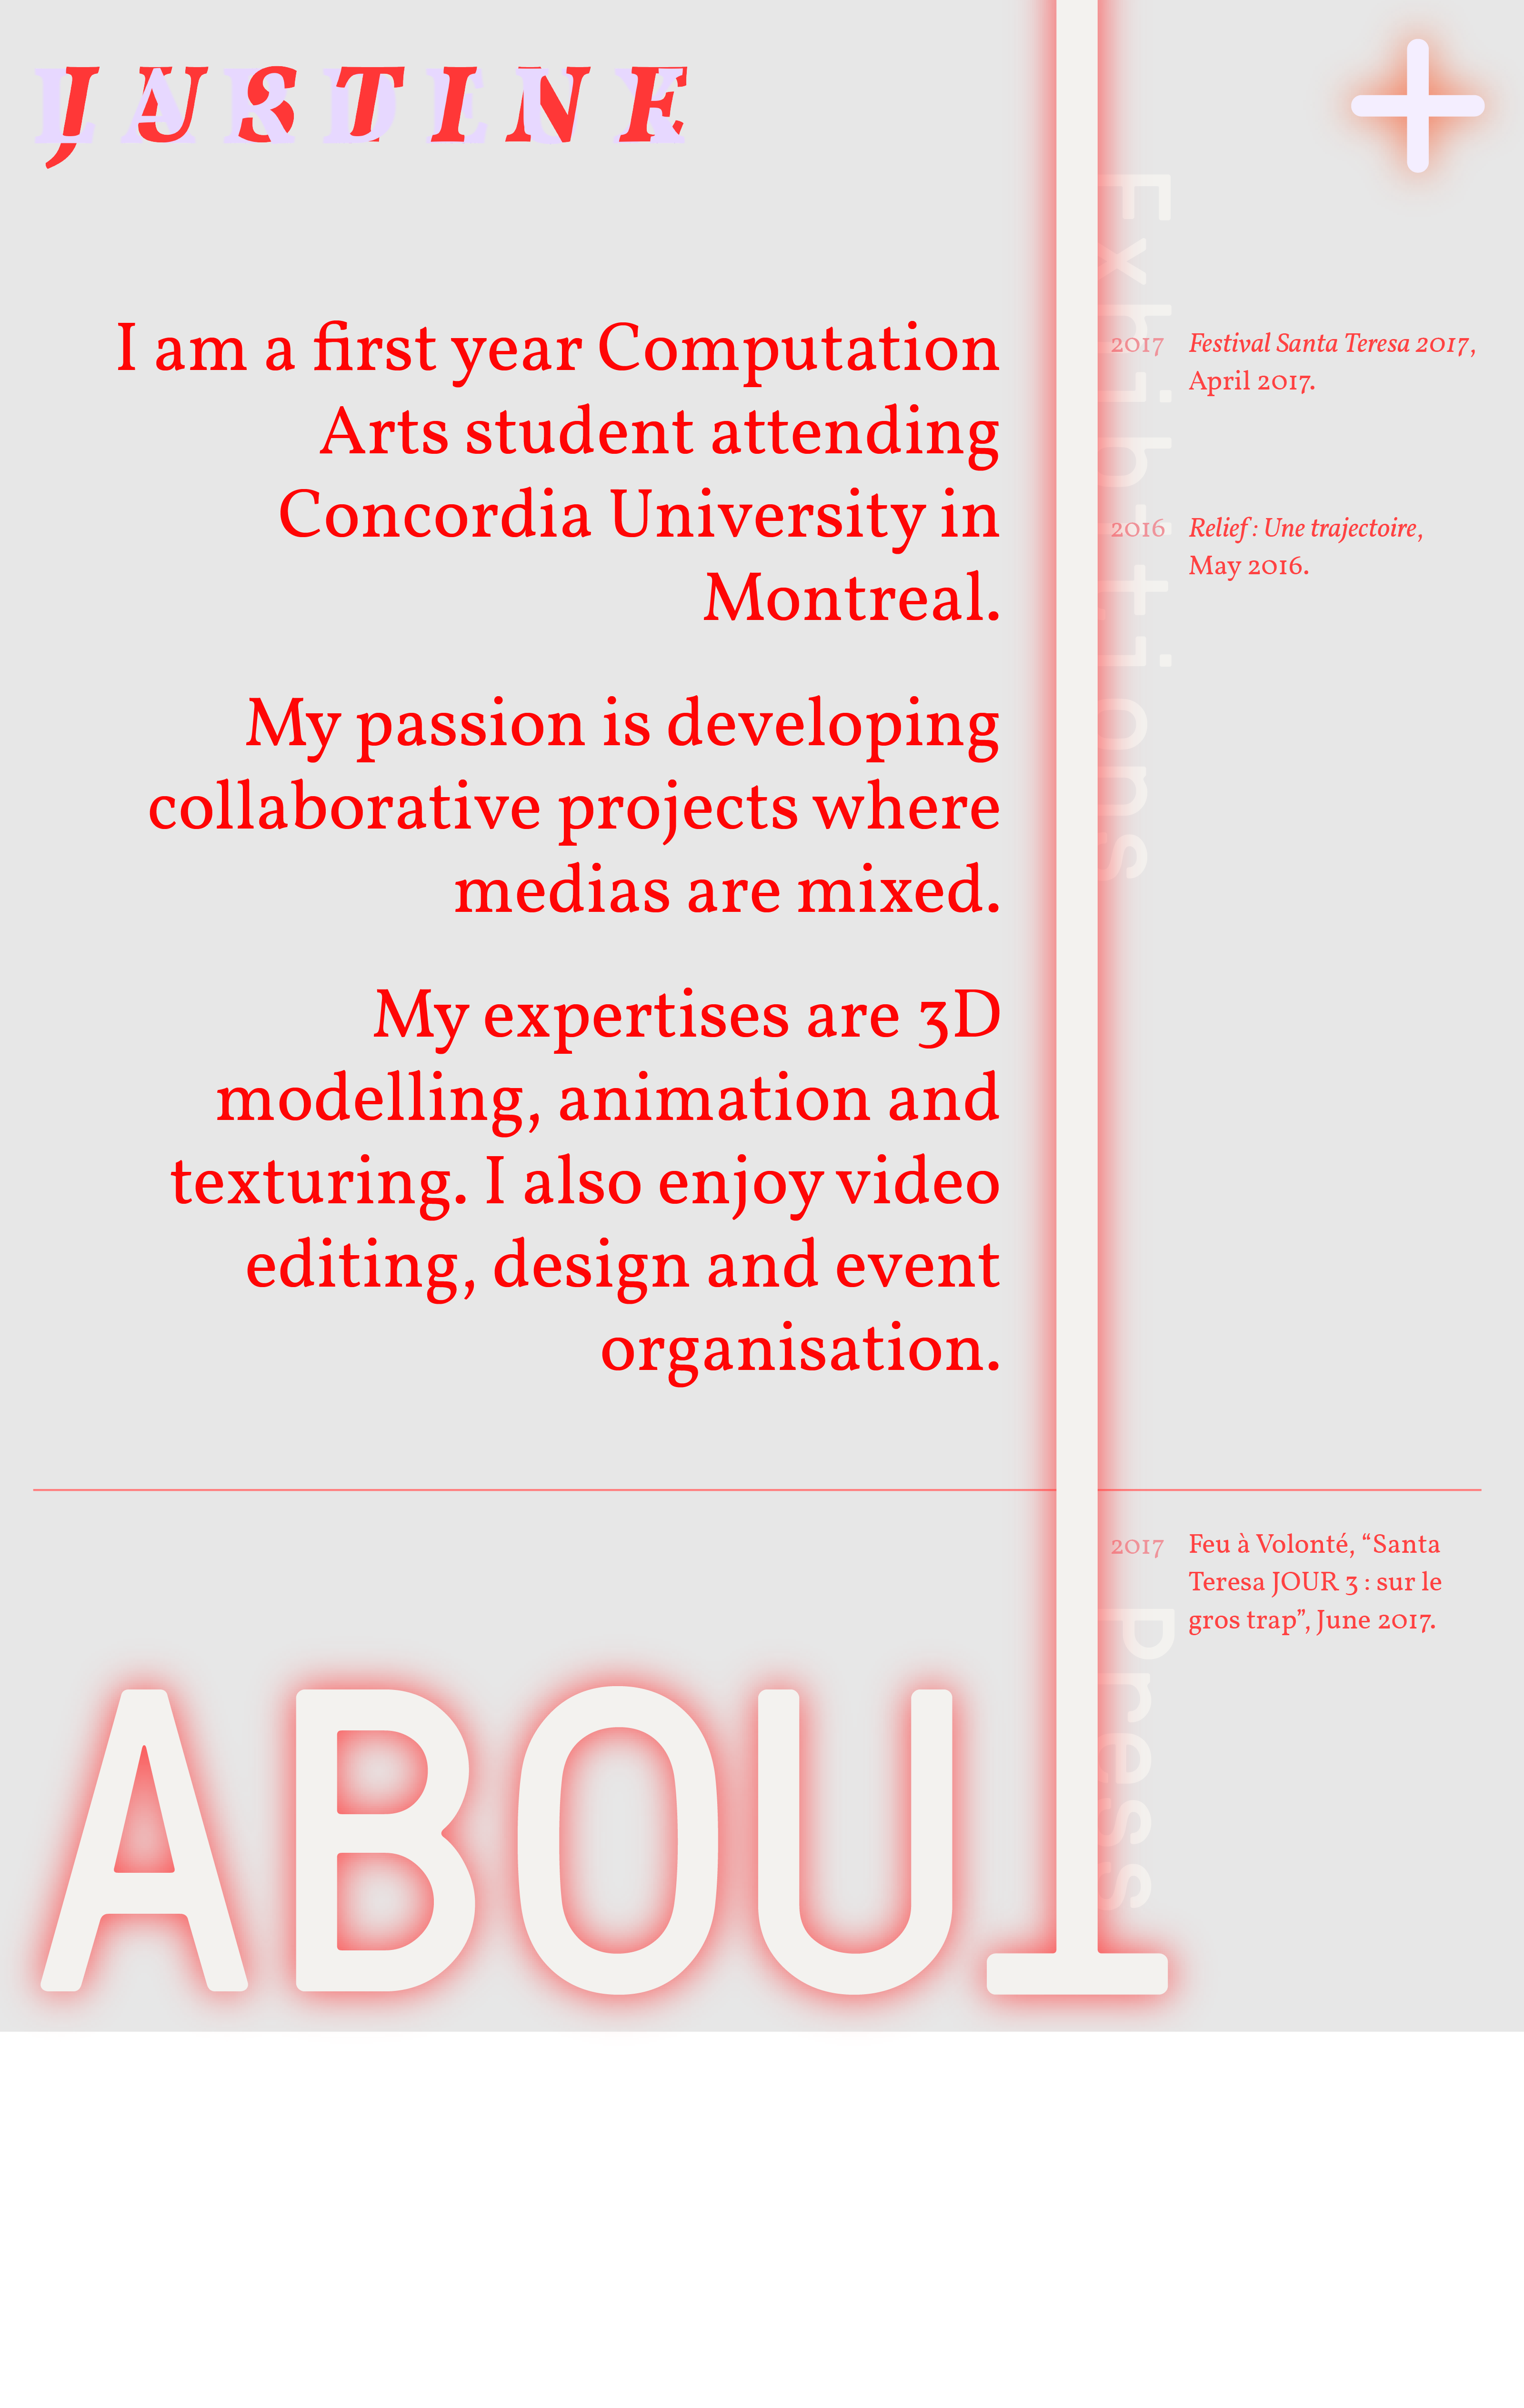 JUSTINE
LARDEUX
I am a first year Computation
Arts student attending
Concordia University in
Montreal.
My passion is developing
collaborative projects where
medias are mixed.
My expertises are 3D
modelling, animation and
texturing. I also enjoy video
editing, design and event
organisation.
Exhibitions
2017 Festival Santa Teresa 2017,
April 2017.
2016 Relief : Une trajectoire,
May 2016.
Press
2017 Feu à Volonté, “Santa
Teresa JOUR 3 : sur le
gros trap”, June 2017.
ABOUT